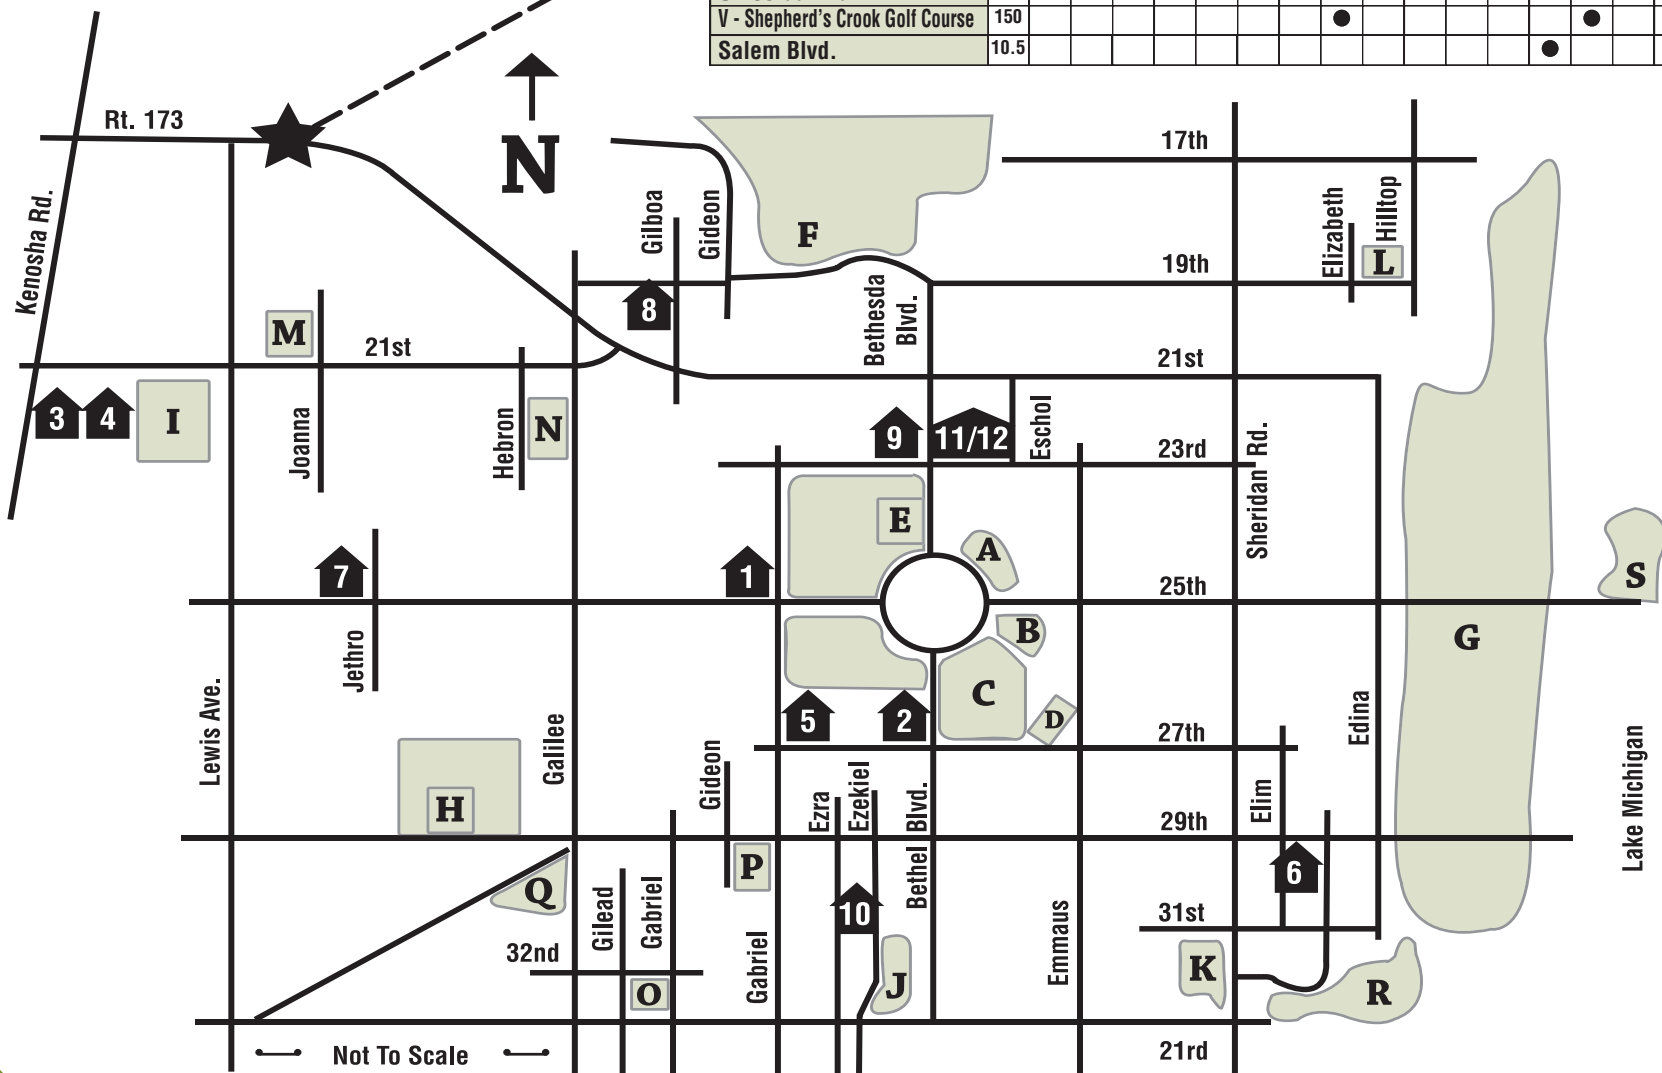 V - Shepherd's Crook Golf Course 150
Salem Blvd. 10.5
Rt. 173
N
Kenosha Rd.
17th
Gilboa
Gideon
F
Elizabeth
Hilltop
L
19th
8
Bethesda
Blvd.
M
21st
21st
3
4
I
Joanna
Hebron
N
9
11/12
Eschol
23rd
Sheridan Rd.
E
A
7
1
25th
S
Jethro
B
G
C
D
5
2
Lewis Ave.
Galilee
27th
Edina
Lake Michigan
Gideon
Ezra
Ezekiel
Bethel Blvd.
Elim
H
29th
P
6
Q
Gilead
Gabriel
10
31st
Emmaus
32nd
Gabriel
O
J
K
R
Not To Scale
21rd